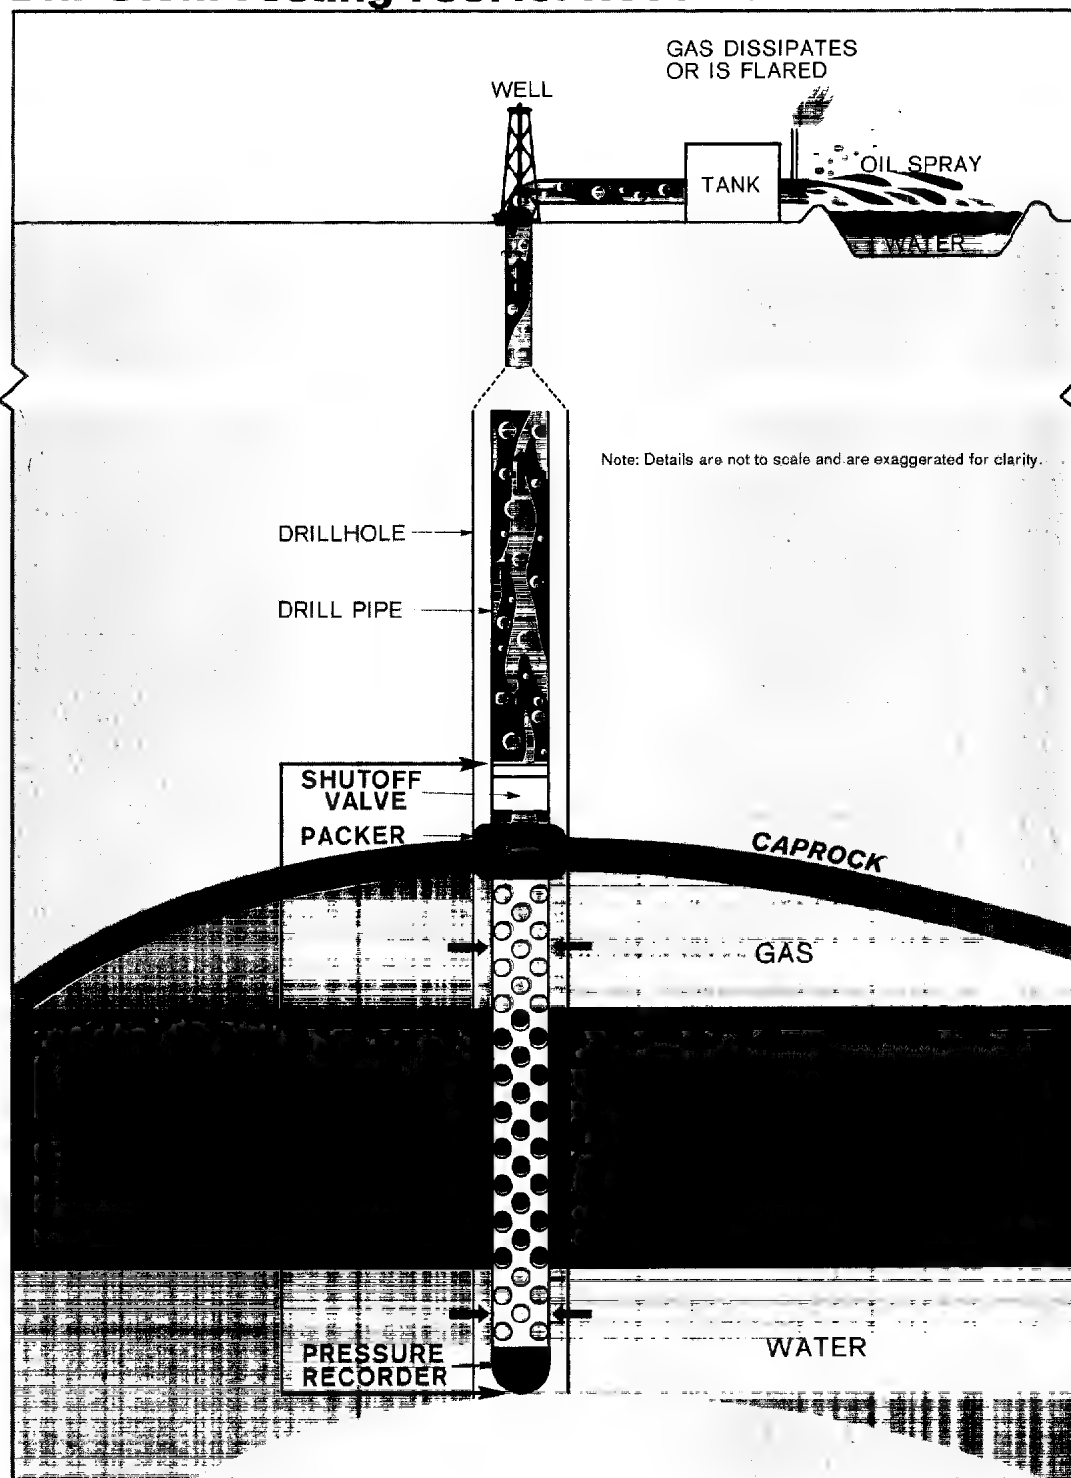 GAS DISSIPATES
OR IS FLARED
WELL
OIL SPRAY
TANK
WATER
Note: Details are not to scale and are exaggerated for clarity.
DRILLHOLE
DRILL PIPE
SHUTOFF
VALVE
PACKER
CAPROCK
GAS
WATER
PRESSURE
RECORDER